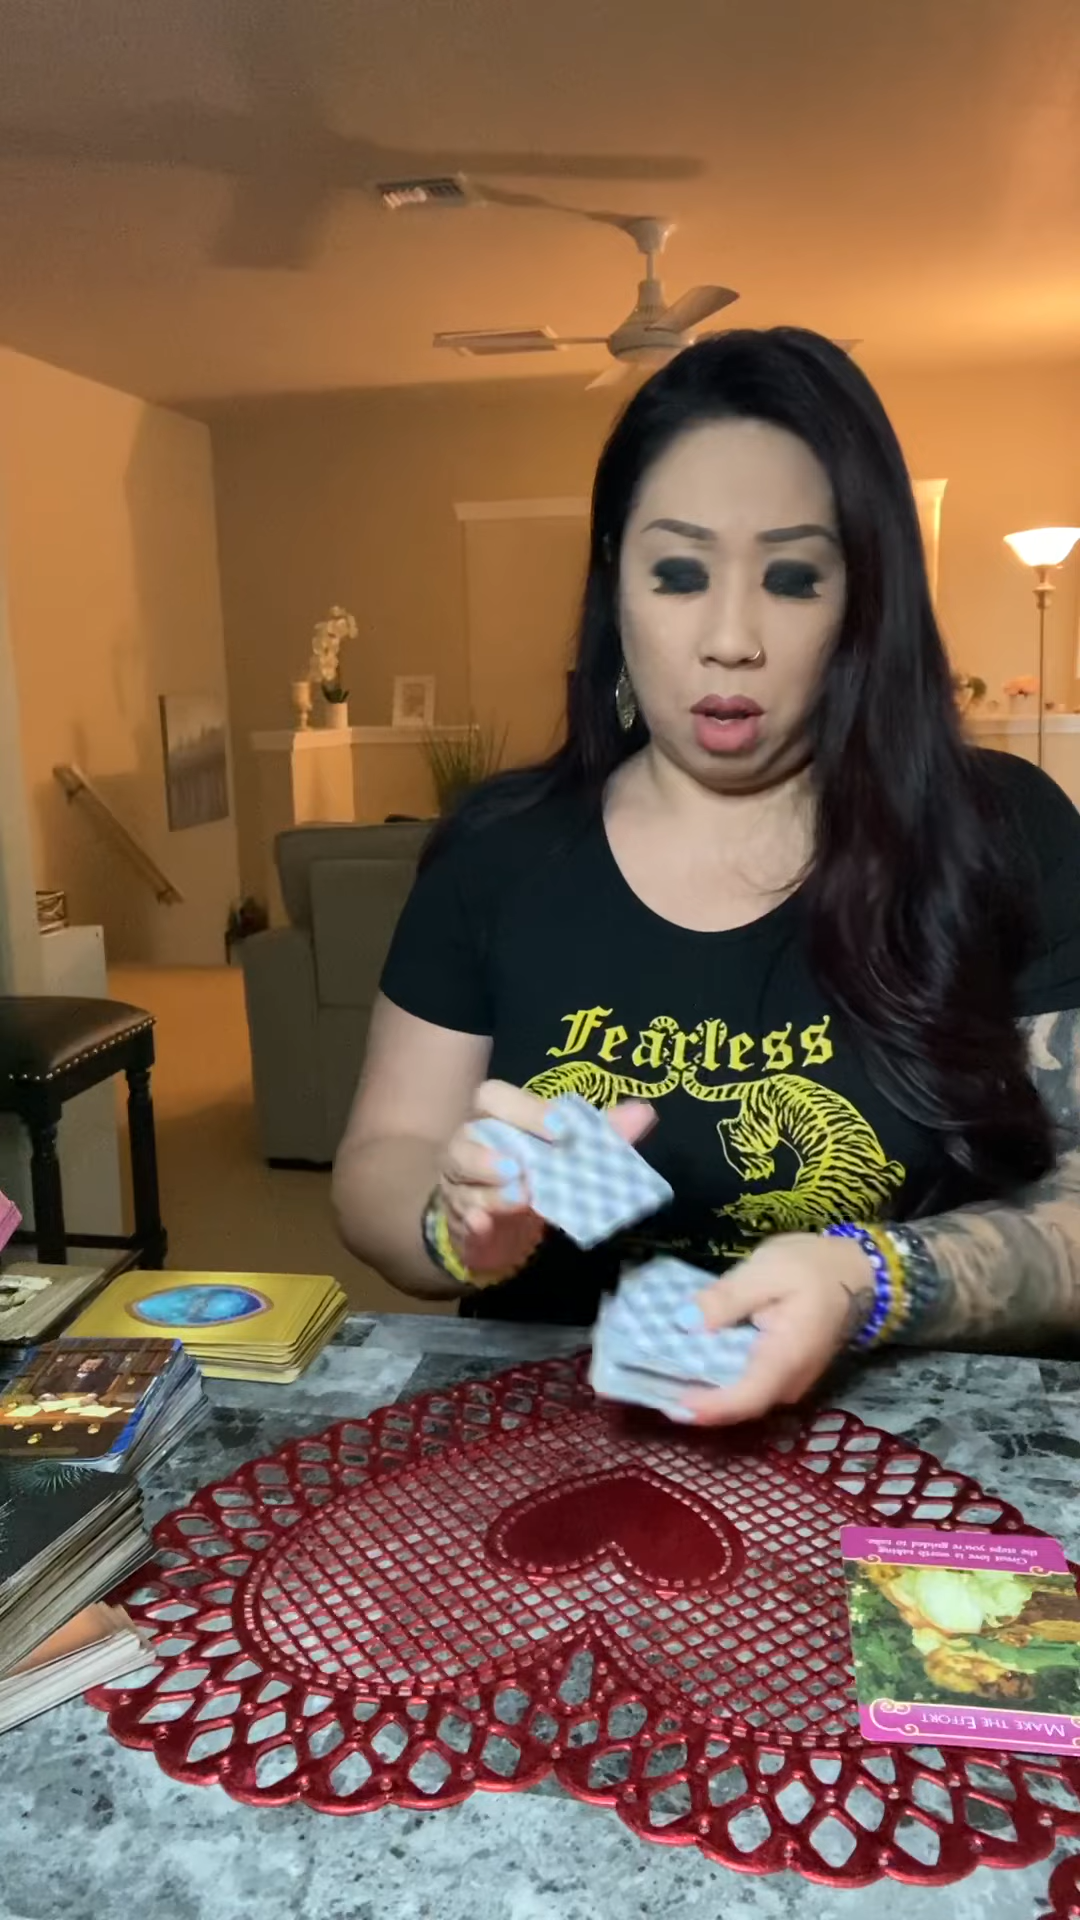 Fearless
Great love is worth taking
the steps you're guided to take.
MAKE THE EFFORT